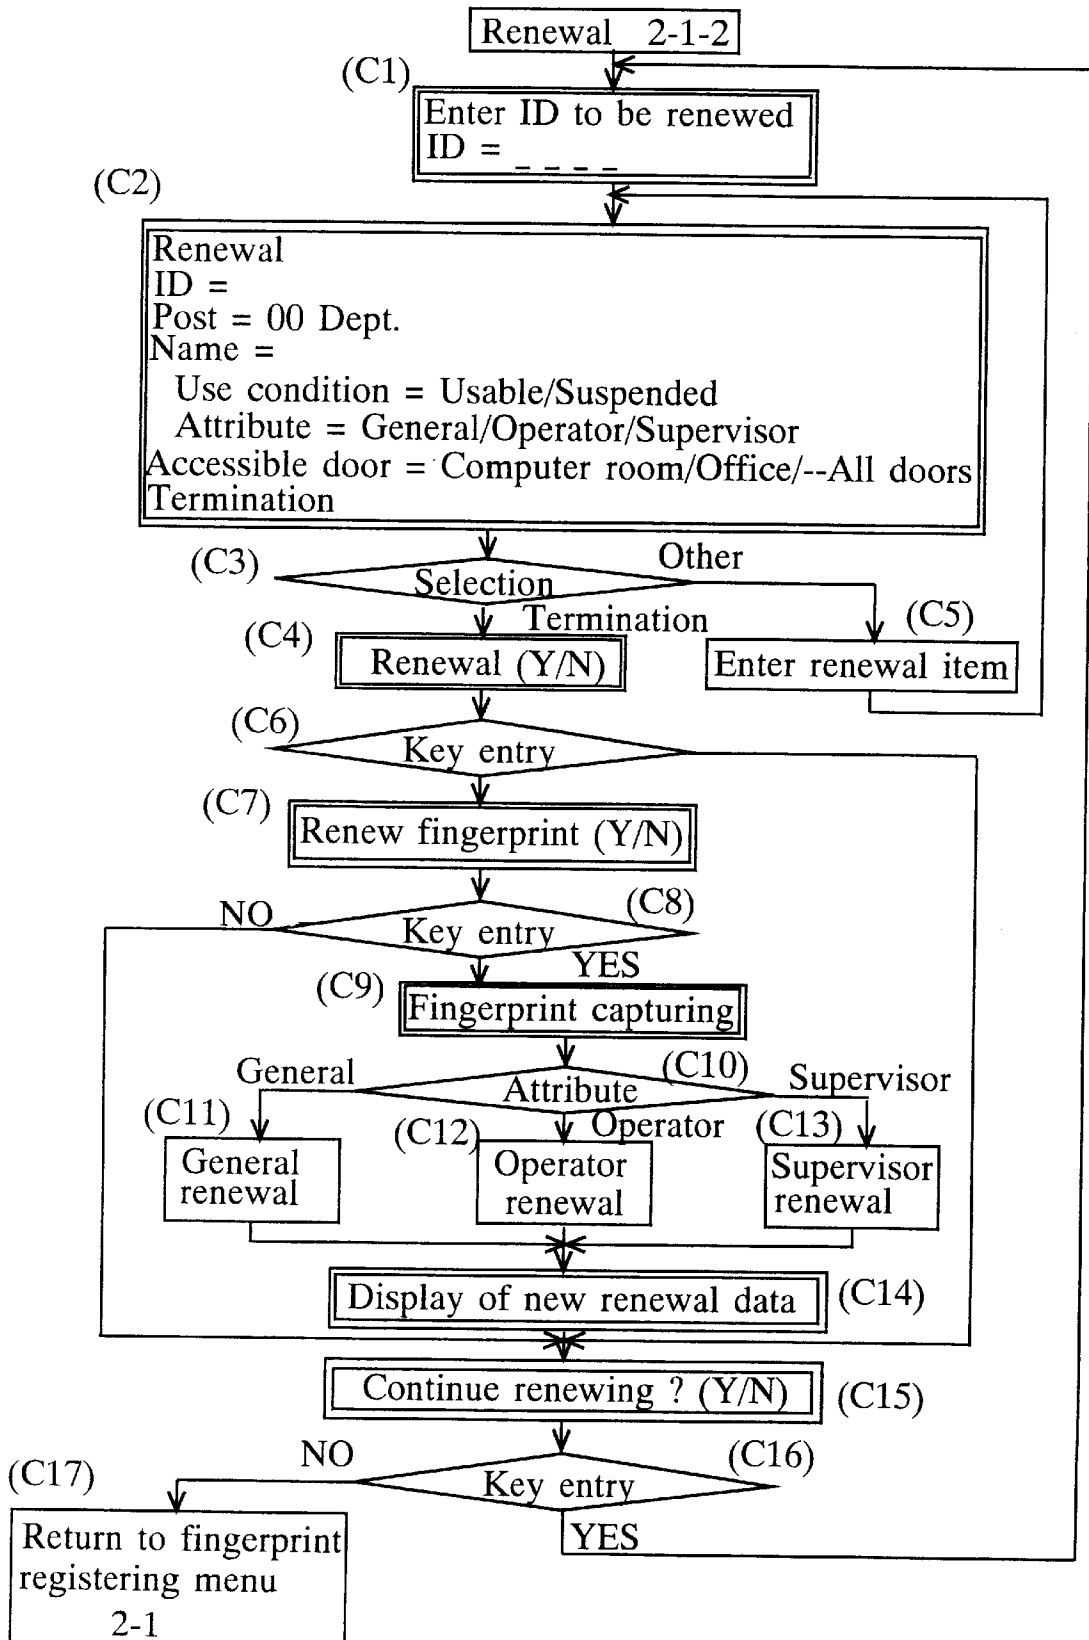 Renewal 2-1-2
(C1)
Enter ID to be renewed
ID = _ _ _ _
(C2)
Renewal
ID =
Post = 00 Dept.
Name =
Use condition = Usable/Suspended
Attribute = General/Operator/Supervisor
Accessible door = Computer room/Office/--All doors
Termination
(C3)
Selection
Other
Termination
(C4)
Renewal (Y/N)
(C5)
Enter renewal item
(C6)
Key entry
(C7)
Renew fingerprint (Y/N)
(C8)
NO
Key entry
YES
(C9)
Fingerprint capturing
(C10)
General
Attribute
Supervisor
Operator
(C11)
General
renewal
(C12)
Operator
renewal
(C13)
Supervisor
renewal
Display of new renewal data
(C14)
Continue renewing ? (Y/N)
(C15)
(C16)
NO
Key entry
YES
(C17)
Return to fingerprint
registering menu
2-1